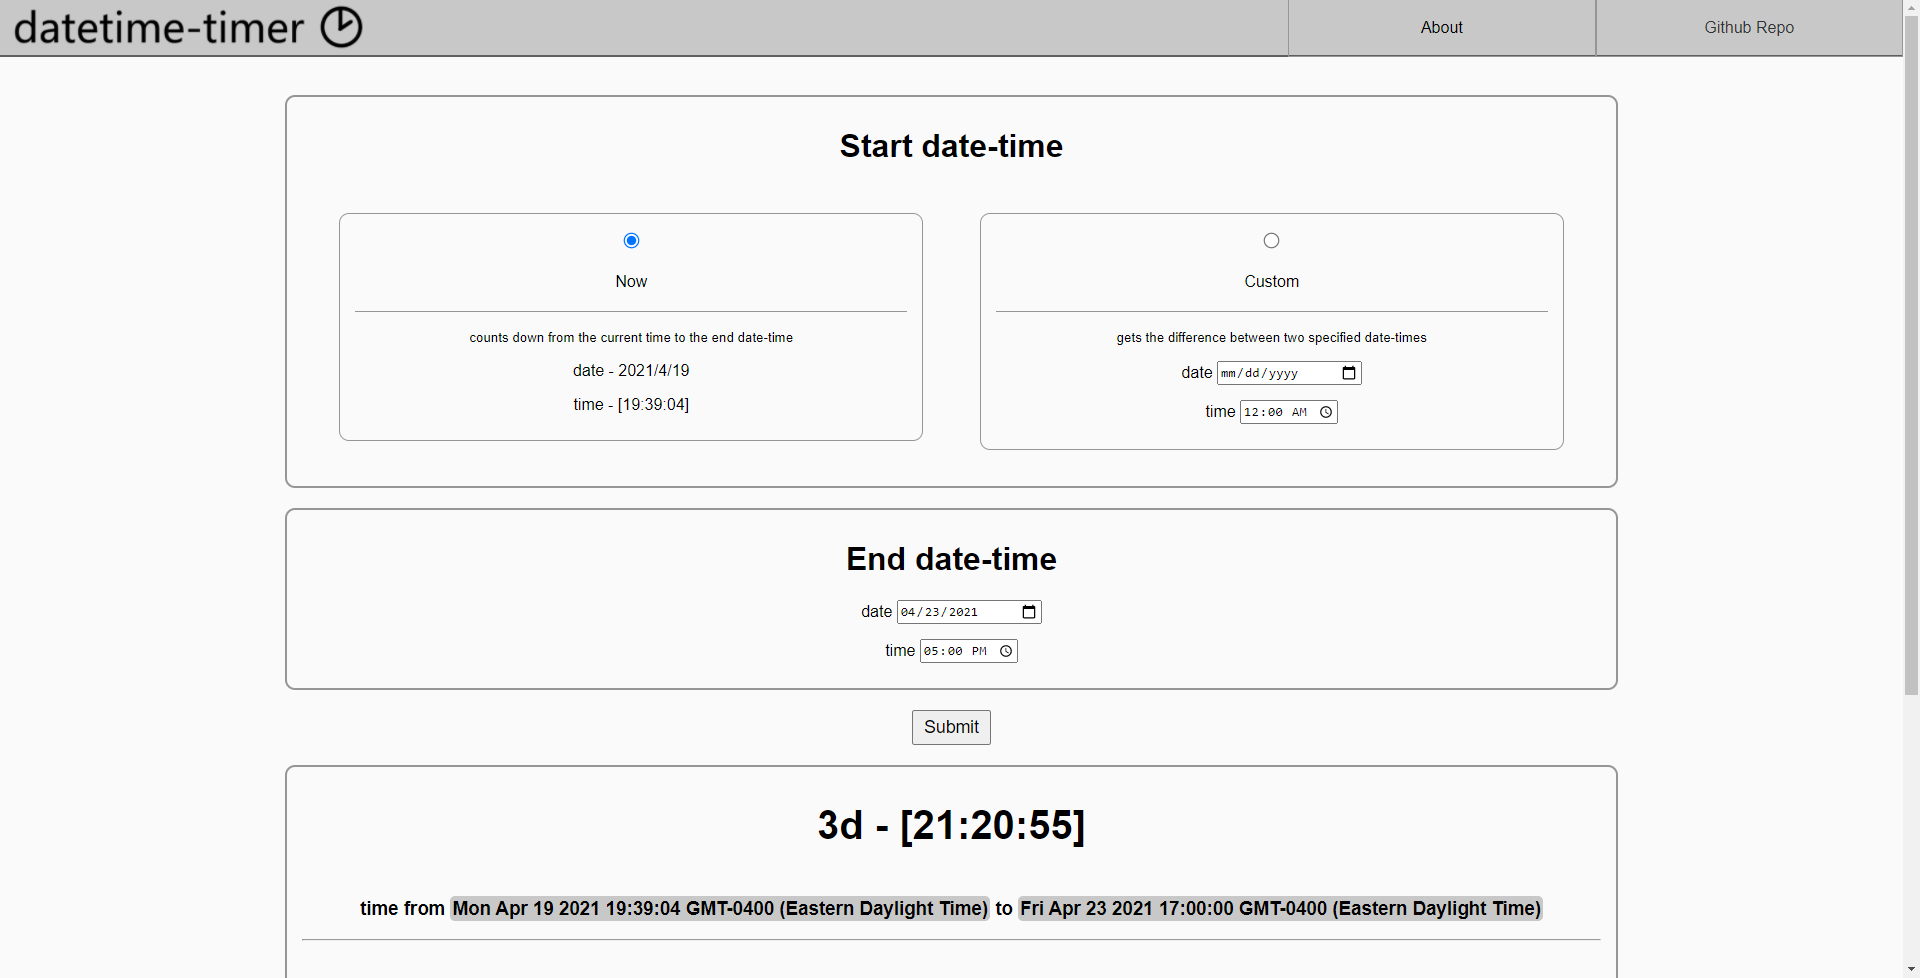 datetime-timer
About
Github Repo
Start date-time
Now
counts down from the current time to the end date-time
date - 2021/4/19
time - [19:39:04]
Custom
gets the difference between two specified date-times
date mm/dd/yyyy
time 12:00 AM
End date-time
date 04/23/2021
time 05:00 PM
Submit
3d - [21:20:55]
time from Mon Apr 19 2021 19:39:04 GMT-0400 (Eastern Daylight Time) to Fri Apr 23 2021 17:00:00 GMT-0400 (Eastern Daylight Time)